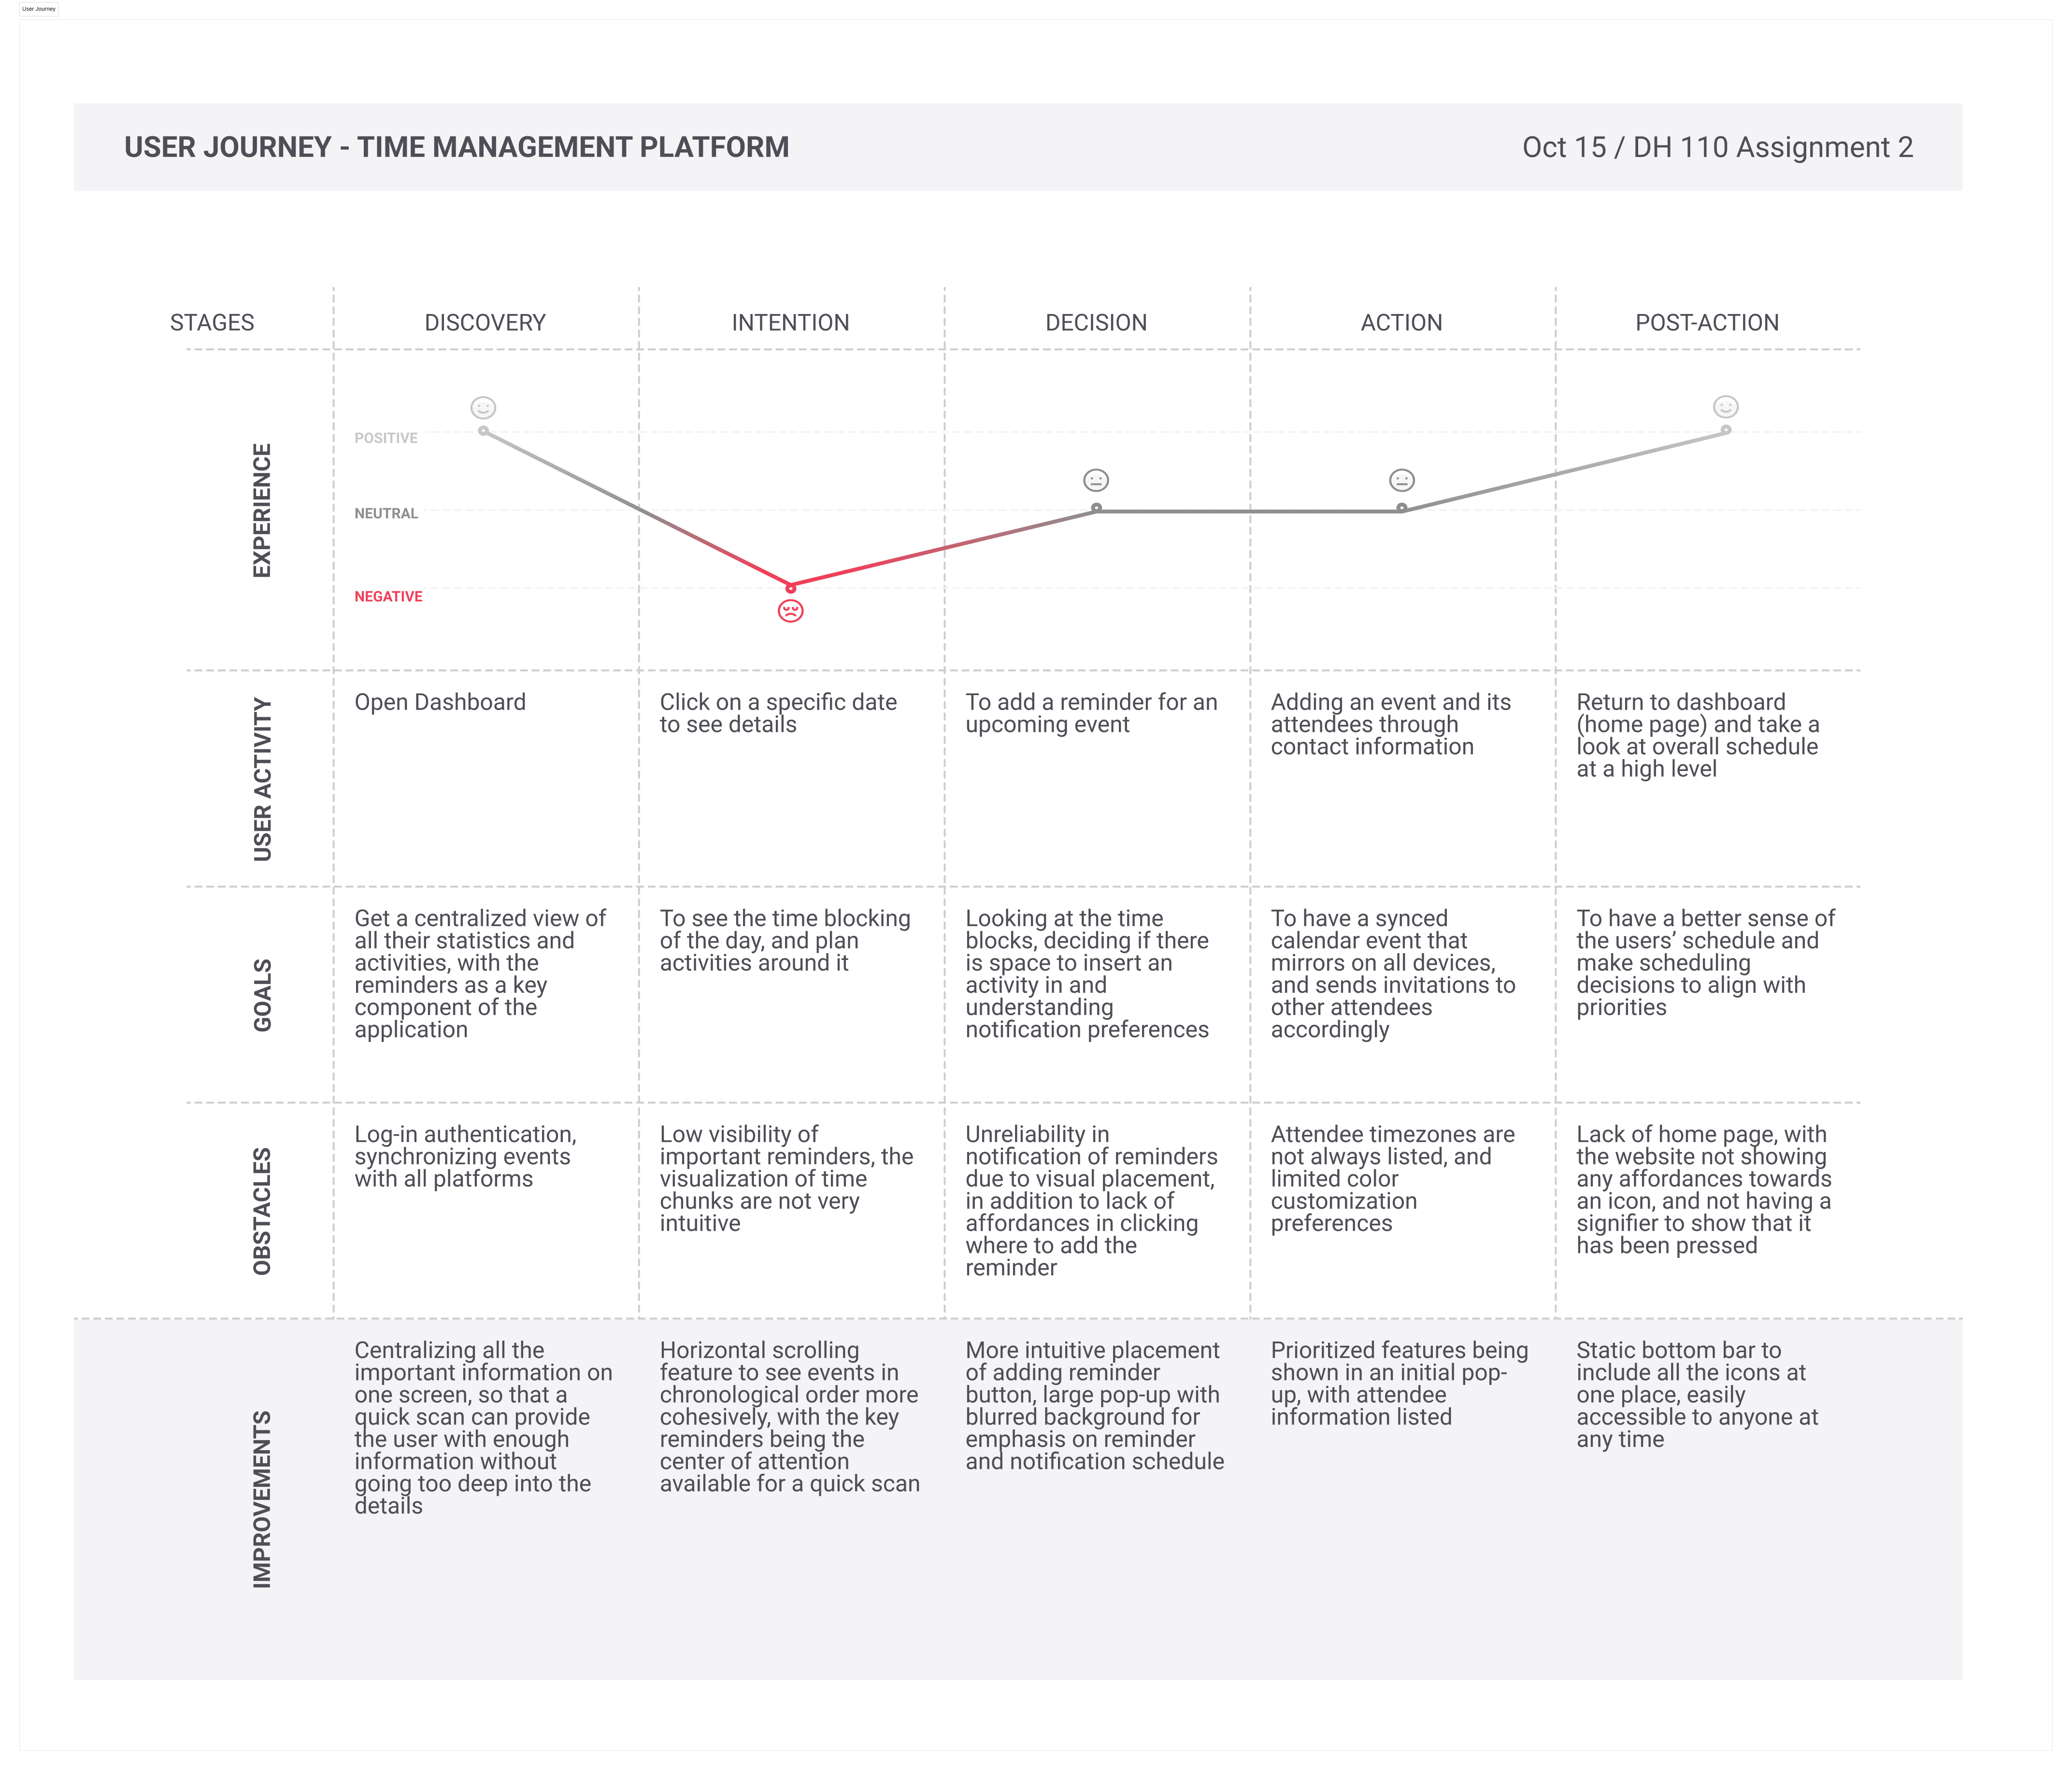 User Journey
USER JOURNEY - TIME MANAGEMENT PLATFORM
Oct 15 / DH 110 Assignment 2
STAGES
DISCOVERY
INTENTION
DECISION
ACTION
POST-ACTION
EXPERIENCE
POSITIVE
NEUTRAL
NEGATIVE
USER ACTIVITY
Open Dashboard
Click on a specific date
to see details
To add a reminder for an
upcoming event
Adding an event and its
attendees through
contact information
Return to dashboard
(home page) and take a
look at overall schedule
at a high level
GOALS
Get a centralized view of
all their statistics and
activities, with the
reminders as a key
component of the
application
To see the time blocking
of the day, and plan
activities around it
Looking at the time
blocks, deciding if there
is space to insert an
activity in and
understanding
notification preferences
To have a synced
calendar event that
mirrors on all devices,
and sends invitations to
other attendees
accordingly
To have a better sense of
the users’ schedule and
make scheduling
decisions to align with
priorities
OBSTACLES
Log-in authentication,
synchronizing events
with all platforms
Low visibility of
important reminders, the
visualization of time
chunks are not very
intuitive
Unreliability in
notification of reminders
due to visual placement,
in addition to lack of
affordances in clicking
where to add the
reminder
Attendee timezones are
not always listed, and
limited color
customization
preferences
Lack of home page, with
the website not showing
any affordances towards
an icon, and not having a
signifier to show that it
has been pressed
IMPROVEMENTS
Centralizing all the
important information on
one screen, so that a
quick scan can provide
the user with enough
information without
going too deep into the
details
Horizontal scrolling
feature to see events in
chronological order more
cohesively, with the key
reminders being the
center of attention
available for a quick scan
More intuitive placement
of adding reminder
button, large pop-up with
blurred background for
emphasis on reminder
and notification schedule
Prioritized features being
shown in an initial pop-
up, with attendee
information listed
Static bottom bar to
include all the icons at
one place, easily
accessible to anyone at
any time